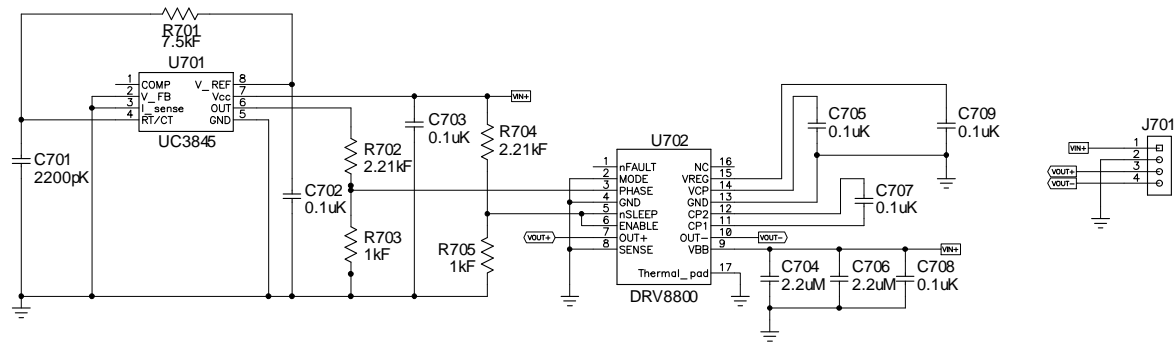 R701
7.5kF
U701
1 COMP V_REF 8
2 V_FB Vcc 7
3 I_sense OUT 6
4 RT/CT GND 5
UC3845
C701
2200pK
C702
0.1uK
R702
2.21kF
R703
1kF
C703
0.1uK
VIN+
R704
2.21kF
R705
1kF
U702
1 nFAULT NC 16
2 MODE VREG 15
3 PHASE VCP 14
4 GND GND 13
5 nSLEEP CP2 12
6 ENABLE CP1 11
7 OUT+ OUT- 10
8 SENSE VBB 9
Thermal_pad 17
DRV8800
VOUT+
VOUT-
C705
0.1uK
C709
0.1uK
C707
0.1uK
VIN+
C704
2.2uM
C706
2.2uM
C708
0.1uK
J701
VIN+ 1
2
VOUT+ 3
VOUT- 4